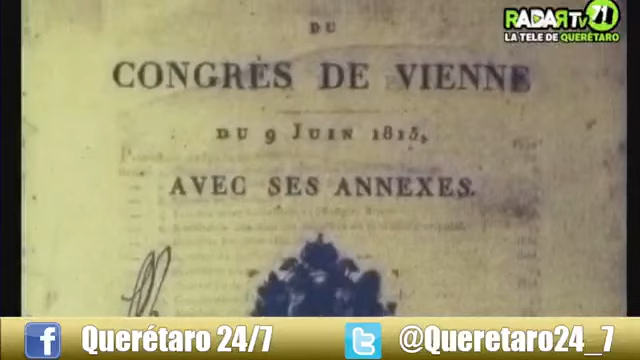 RADAR TV 71
LA TELE DE QUERÉTARO
DU
CONGRÈS DE VIENNE
DU 9 JUIN 1815,
AVEC SES ANNEXES.
Querétaro 24/7
@Queretaro24_7